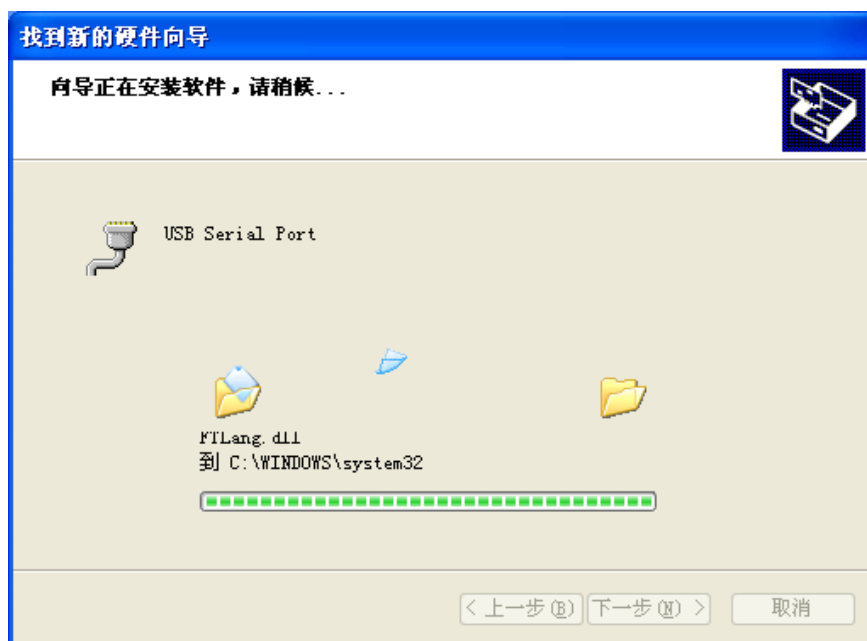 找到新的硬件向导
向导正在安装软件，请稍候...
USB Serial Port
FTLang.dll
到 C:\WINDOWS\system32
< 上一步(B)
下一步(N) >
取消